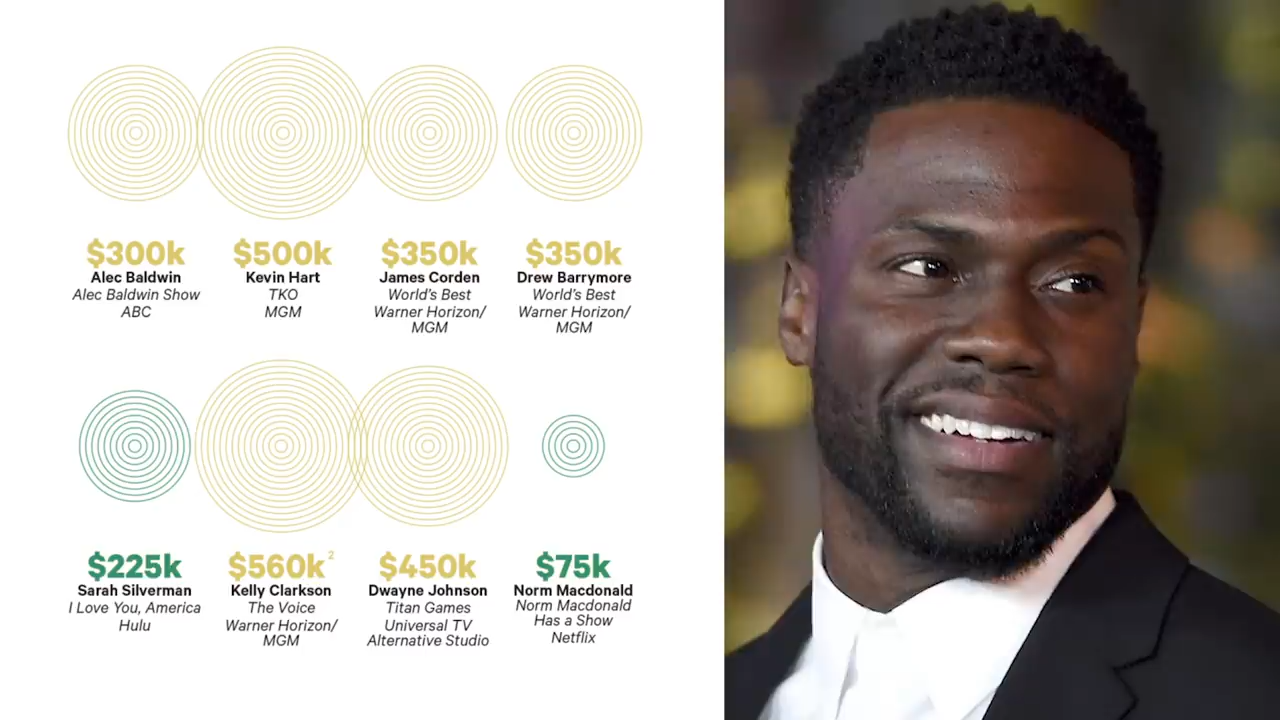 $300k
Alec Baldwin
Alec Baldwin Show
ABC
$500k
Kevin Hart
TKO
MGM
$350k
James Corden
World's Best
Warner Horizon/
MGM
$350k
Drew Barrymore
World's Best
Warner Horizon/
MGM
$225k
Sarah Silverman
I Love You, America
Hulu
$560k²
Kelly Clarkson
The Voice
Warner Horizon/
MGM
$450k
Dwayne Johnson
Titan Games
Universal TV
Alternative Studio
$75k
Norm Macdonald
Norm Macdonald
Has a Show
Netflix